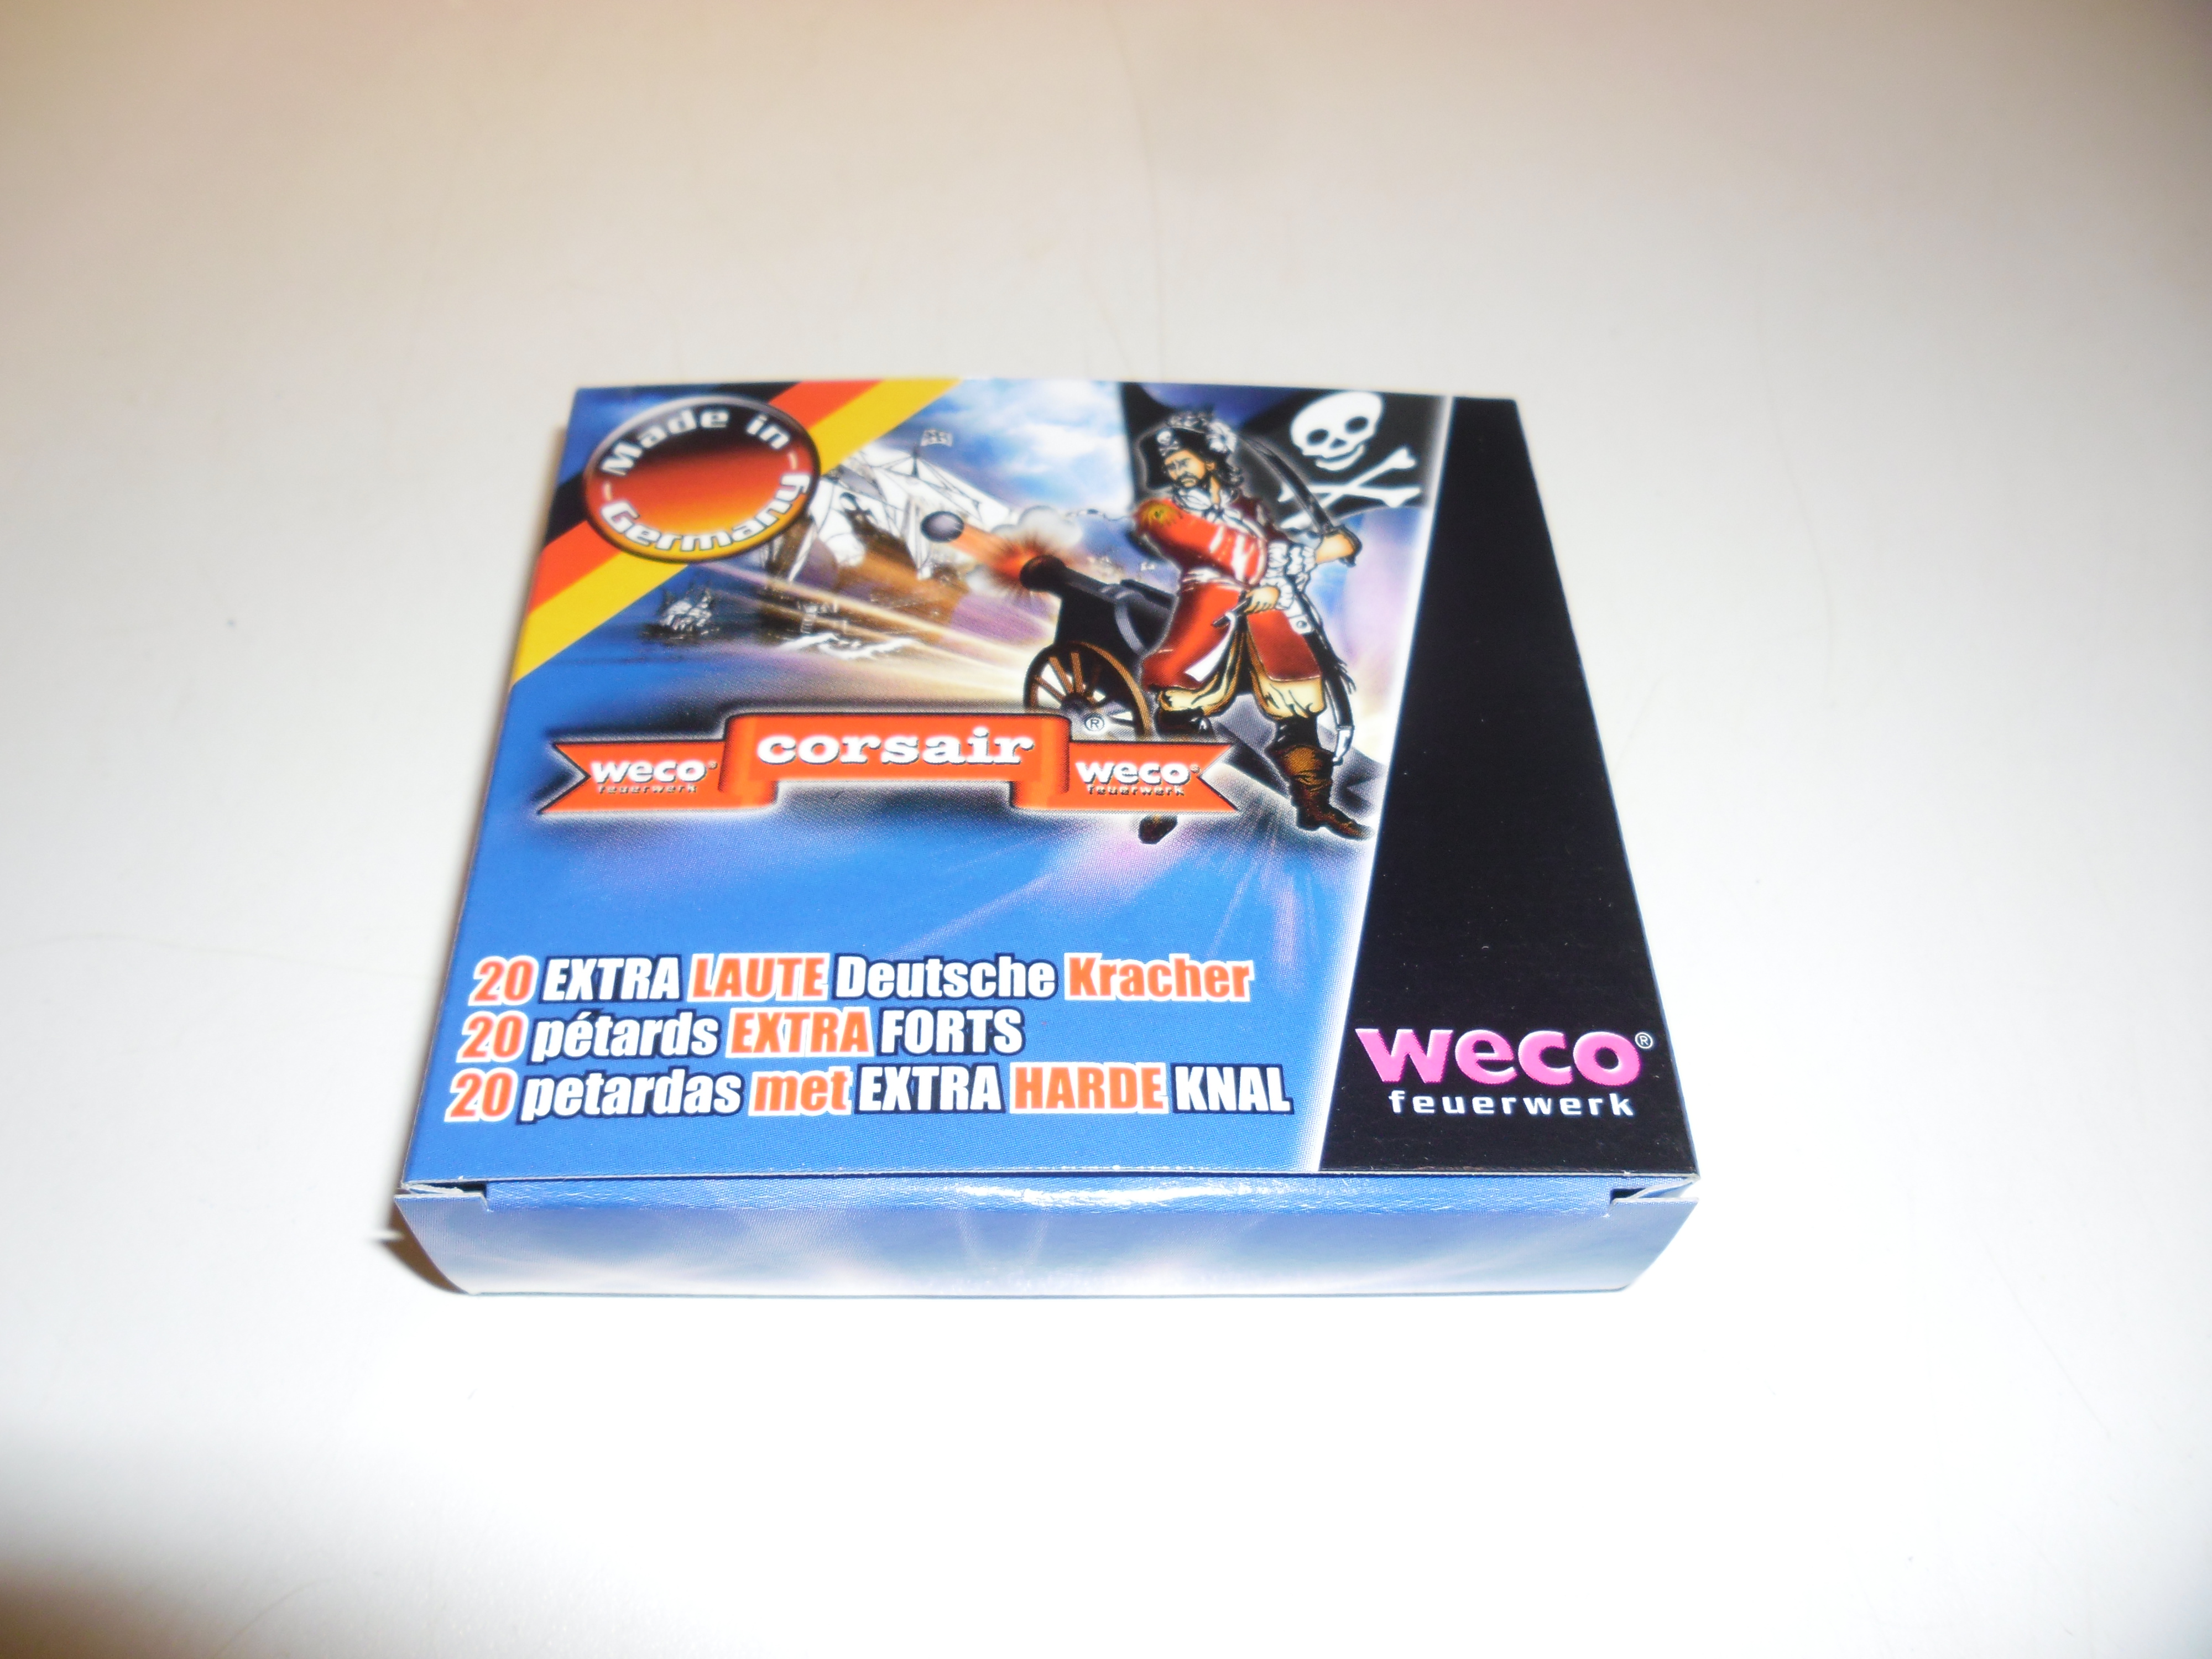 Made in
Germany
corsair ®
weco® weco®
feuerwerk feuerwerk
20 EXTRA LAUTE Deutsche Kracher
20 pétards EXTRA FORTS
20 petardas met EXTRA HARDE KNAL
weco®
feuerwerk